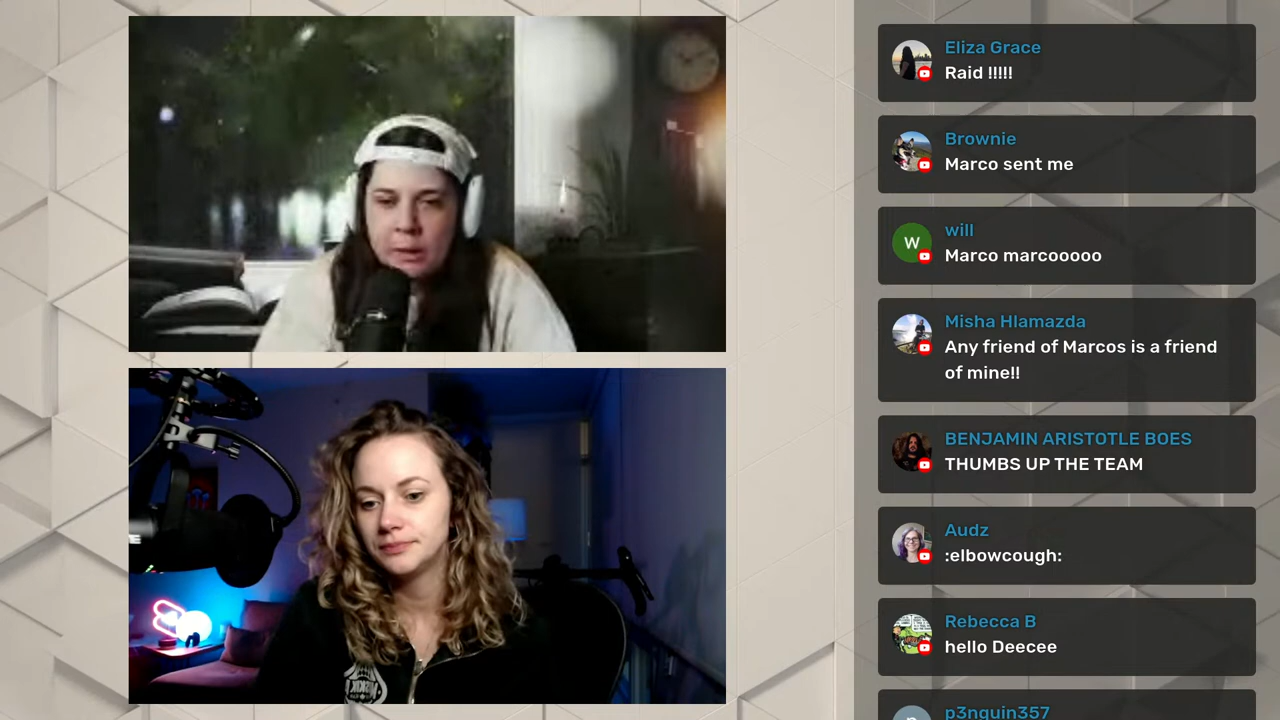 Eliza Grace
Raid !!!!!
Brownie
Marco sent me
W
will
Marco marcooooo
Misha Hlamazda
Any friend of Marcos is a friend
of mine!!
BENJAMIN ARISTOTLE BOES
THUMBS UP THE TEAM
Audz
:elbowcough:
Rebecca B
hello Deecee
p3nguin357